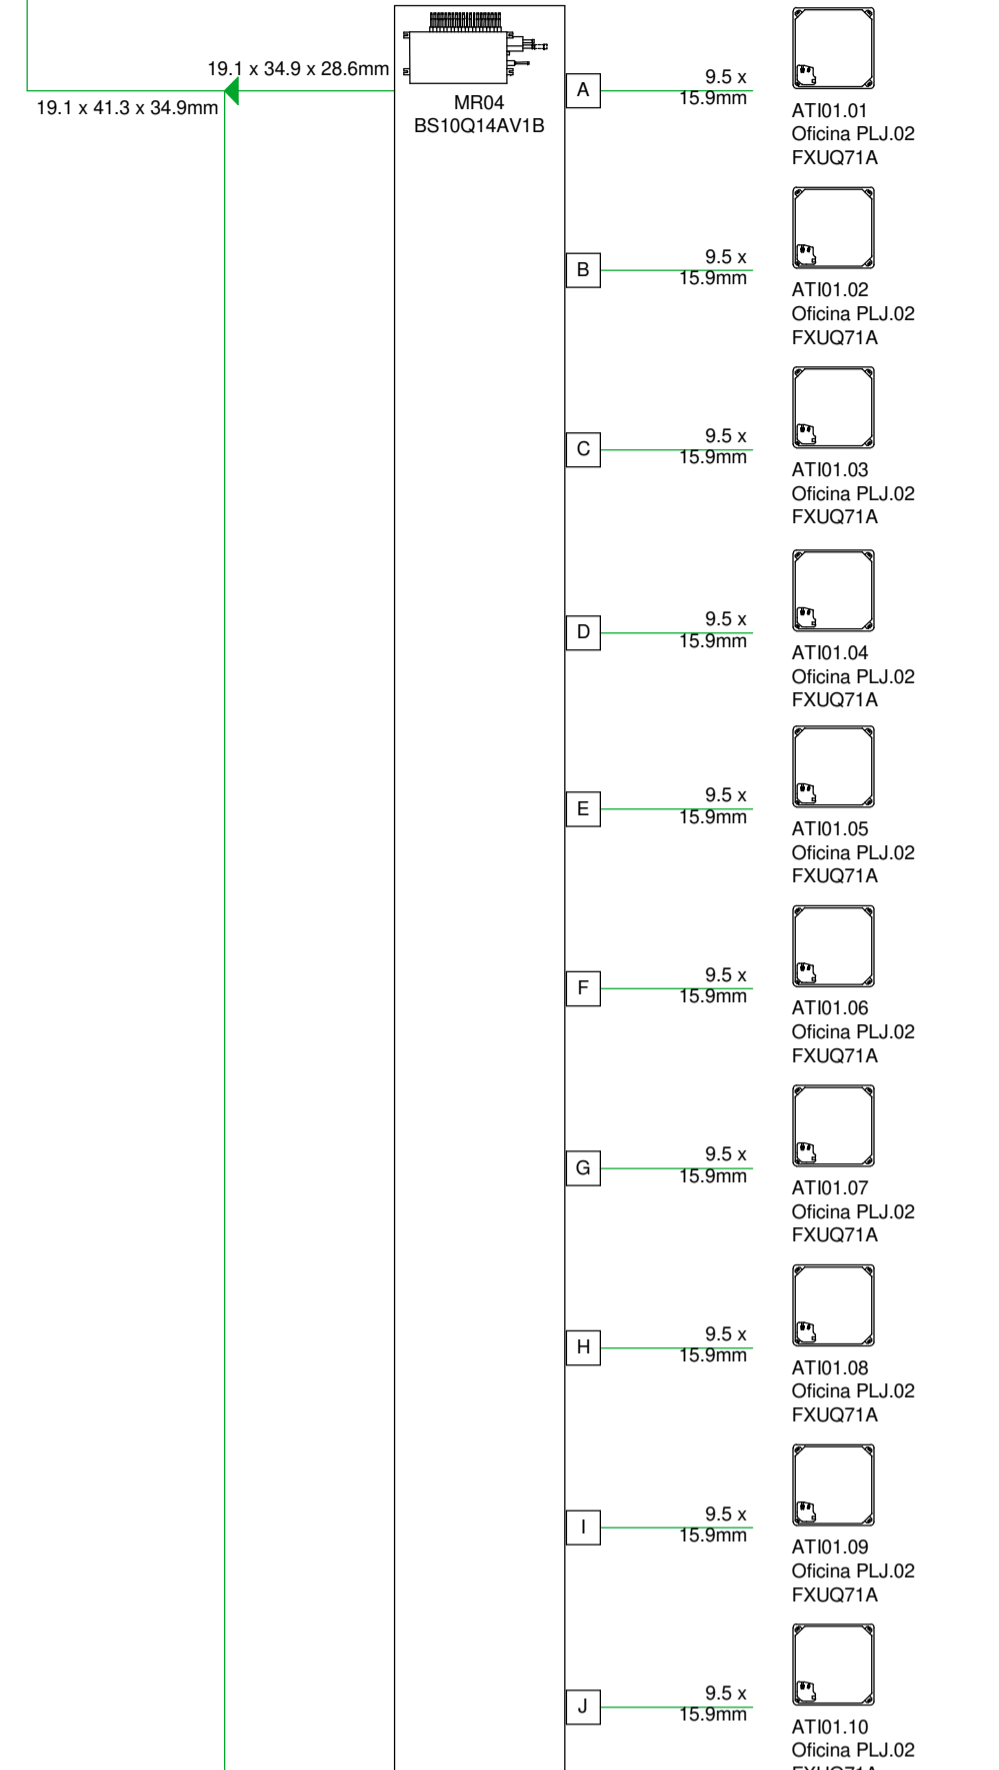 19.1 x 34.9 x 28.6mm
19.1 x 41.3 x 34.9mm
MR04
BS10Q14AV1B
A
9.5 x
15.9mm
ATI01.01
Oficina PLJ.02
FXUQ71A
B
9.5 x
15.9mm
ATI01.02
Oficina PLJ.02
FXUQ71A
C
9.5 x
15.9mm
ATI01.03
Oficina PLJ.02
FXUQ71A
D
9.5 x
15.9mm
ATI01.04
Oficina PLJ.02
FXUQ71A
E
9.5 x
15.9mm
ATI01.05
Oficina PLJ.02
FXUQ71A
F
9.5 x
15.9mm
ATI01.06
Oficina PLJ.02
FXUQ71A
G
9.5 x
15.9mm
ATI01.07
Oficina PLJ.02
FXUQ71A
H
9.5 x
15.9mm
ATI01.08
Oficina PLJ.02
FXUQ71A
I
9.5 x
15.9mm
ATI01.09
Oficina PLJ.02
FXUQ71A
J
9.5 x
15.9mm
ATI01.10
Oficina PLJ.02